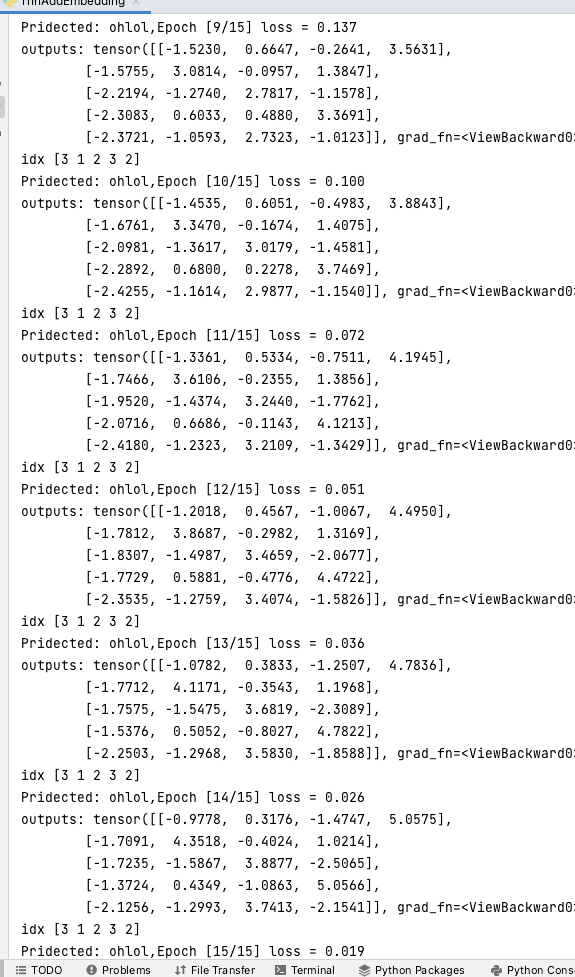 Pridected: ohlol,Epoch [9/15] loss = 0.137
outputs: tensor([[-1.5230,  0.6647, -0.2641,  3.5631],
        [-1.5755,  3.0814, -0.0957,  1.3847],
        [-2.2194, -1.2740,  2.7817, -1.1578],
        [-2.3083,  0.6033,  0.4880,  3.3691],
        [-2.3721, -1.0593,  2.7323, -1.0123]], grad_fn=<ViewBackward0
idx [3 1 2 3 2]
Pridected: ohlol,Epoch [10/15] loss = 0.100
outputs: tensor([[-1.4535,  0.6051, -0.4983,  3.8843],
        [-1.6761,  3.3470, -0.1674,  1.4075],
        [-2.0981, -1.3617,  3.0179, -1.4581],
        [-2.2892,  0.6800,  0.2278,  3.7469],
        [-2.4255, -1.1614,  2.9877, -1.1540]], grad_fn=<ViewBackward0
idx [3 1 2 3 2]
Pridected: ohlol,Epoch [11/15] loss = 0.072
outputs: tensor([[-1.3361,  0.5334, -0.7511,  4.1945],
        [-1.7466,  3.6106, -0.2355,  1.3856],
        [-1.9520, -1.4374,  3.2440, -1.7762],
        [-2.0716,  0.6686, -0.1143,  4.1213],
        [-2.4180, -1.2323,  3.2109, -1.3429]], grad_fn=<ViewBackward0
idx [3 1 2 3 2]
Pridected: ohlol,Epoch [12/15] loss = 0.051
outputs: tensor([[-1.2018,  0.4567, -1.0067,  4.4950],
        [-1.7812,  3.8687, -0.2982,  1.3169],
        [-1.8307, -1.4987,  3.4659, -2.0677],
        [-1.7729,  0.5881, -0.4776,  4.4722],
        [-2.3535, -1.2759,  3.4074, -1.5826]], grad_fn=<ViewBackward0
idx [3 1 2 3 2]
Pridected: ohlol,Epoch [13/15] loss = 0.036
outputs: tensor([[-1.0782,  0.3833, -1.2507,  4.7836],
        [-1.7712,  4.1171, -0.3543,  1.1968],
        [-1.7575, -1.5475,  3.6819, -2.3089],
        [-1.5376,  0.5052, -0.8027,  4.7822],
        [-2.2503, -1.2968,  3.5830, -1.8588]], grad_fn=<ViewBackward0
idx [3 1 2 3 2]
Pridected: ohlol,Epoch [14/15] loss = 0.026
outputs: tensor([[-0.9778,  0.3176, -1.4747,  5.0575],
        [-1.7091,  4.3518, -0.4024,  1.0214],
        [-1.7235, -1.5867,  3.8877, -2.5065],
        [-1.3724,  0.4349, -1.0863,  5.0566],
        [-2.1256, -1.2993,  3.7413, -2.1541]], grad_fn=<ViewBackward0
idx [3 1 2 3 2]
Pridected: ohlol,Epoch [15/15] loss = 0.019
TODO Problems File Transfer Terminal Python Packages Python Cons